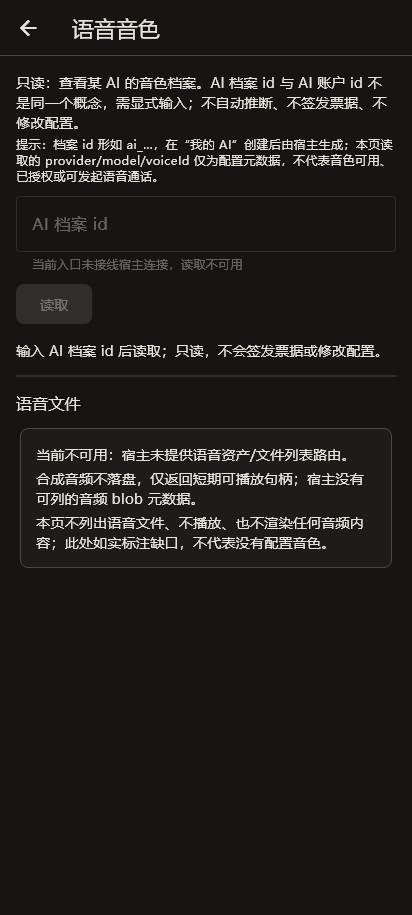 语音音色
只读：查看某 AI 的音色档案。AI 档案 id 与 AI 账户 id 不
是同一个概念，需显式输入；不自动推断、不签发票据、不
修改配置。
提示：档案 id 形如 ai_…，在“我的 AI”创建后由宿主生成；本页读
取的 provider/model/voiceId 仅为配置元数据，不代表音色可用、
已授权或可发起语音通话。
AI 档案 id
当前入口未接线宿主连接，读取不可用
读取
输入 AI 档案 id 后读取；只读，不会签发票据或修改配置。
语音文件
当前不可用：宿主未提供语音资产/文件列表路由。
合成音频不落盘，仅返回短期可播放句柄；宿主没有
可列的音频 blob 元数据。
本页不列出语音文件、不播放、也不渲染任何音频内
容；此处如实标注缺口，不代表没有配置音色。